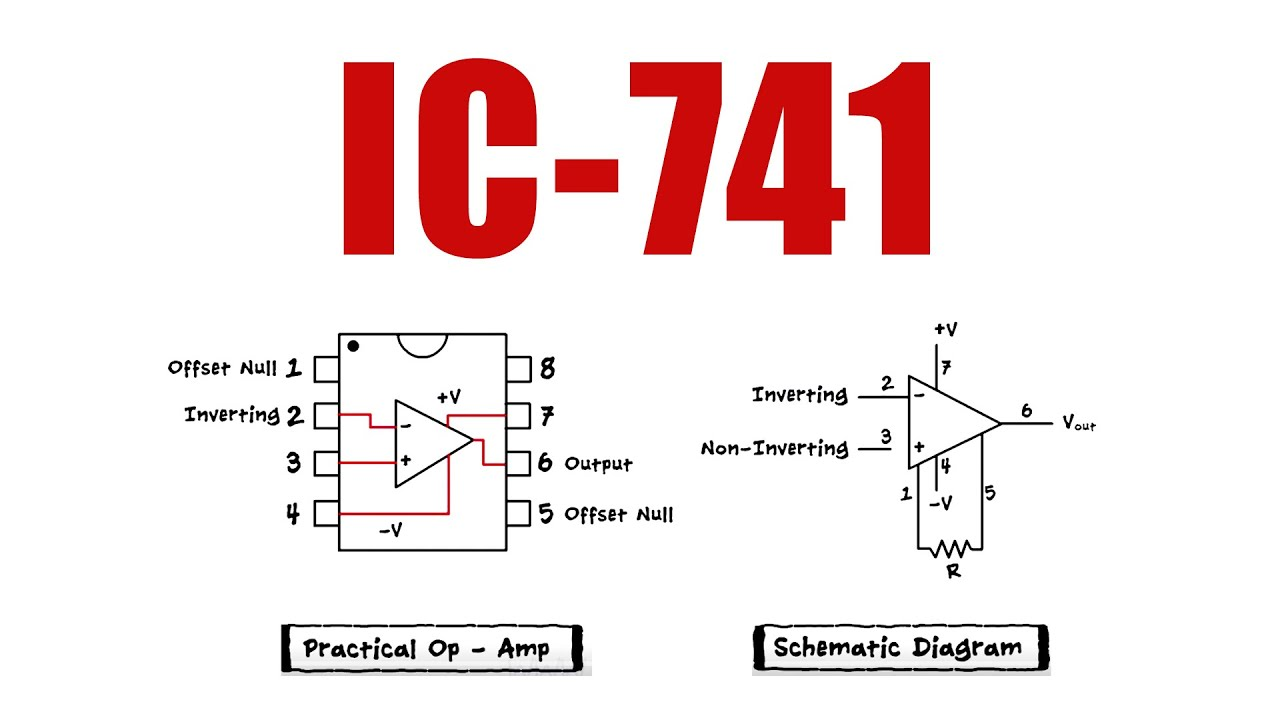 IC-741
Offset Null 1
8
+V
Inverting 2
-
7
3
+
6 Output
4
-V
5 Offset Null
Practical Op - Amp
+V
7
Inverting
2
-
6
Vout
Non-Inverting
3
+
4
1
-V
5
R
Schematic Diagram